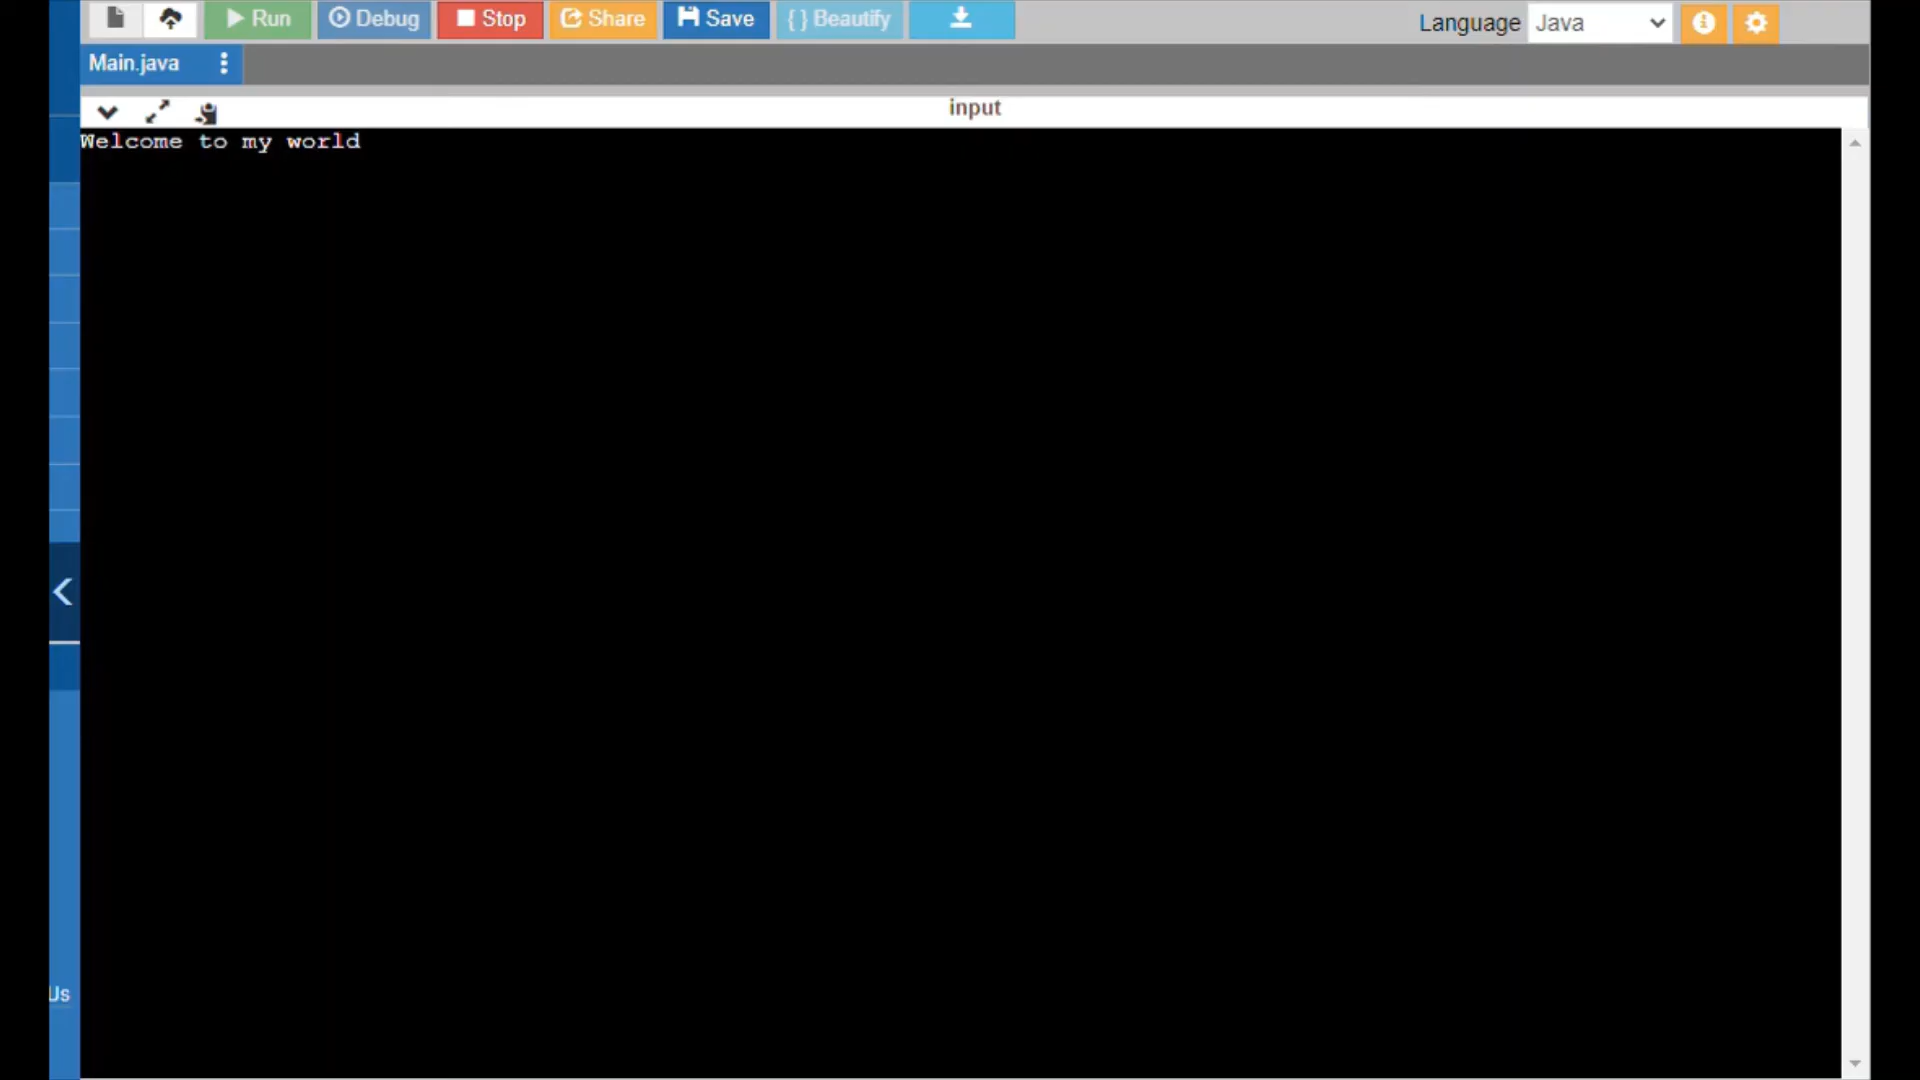 Run Debug Stop Share Save { } Beautify Language Java
Main.java
input
Welcome to my world
Us